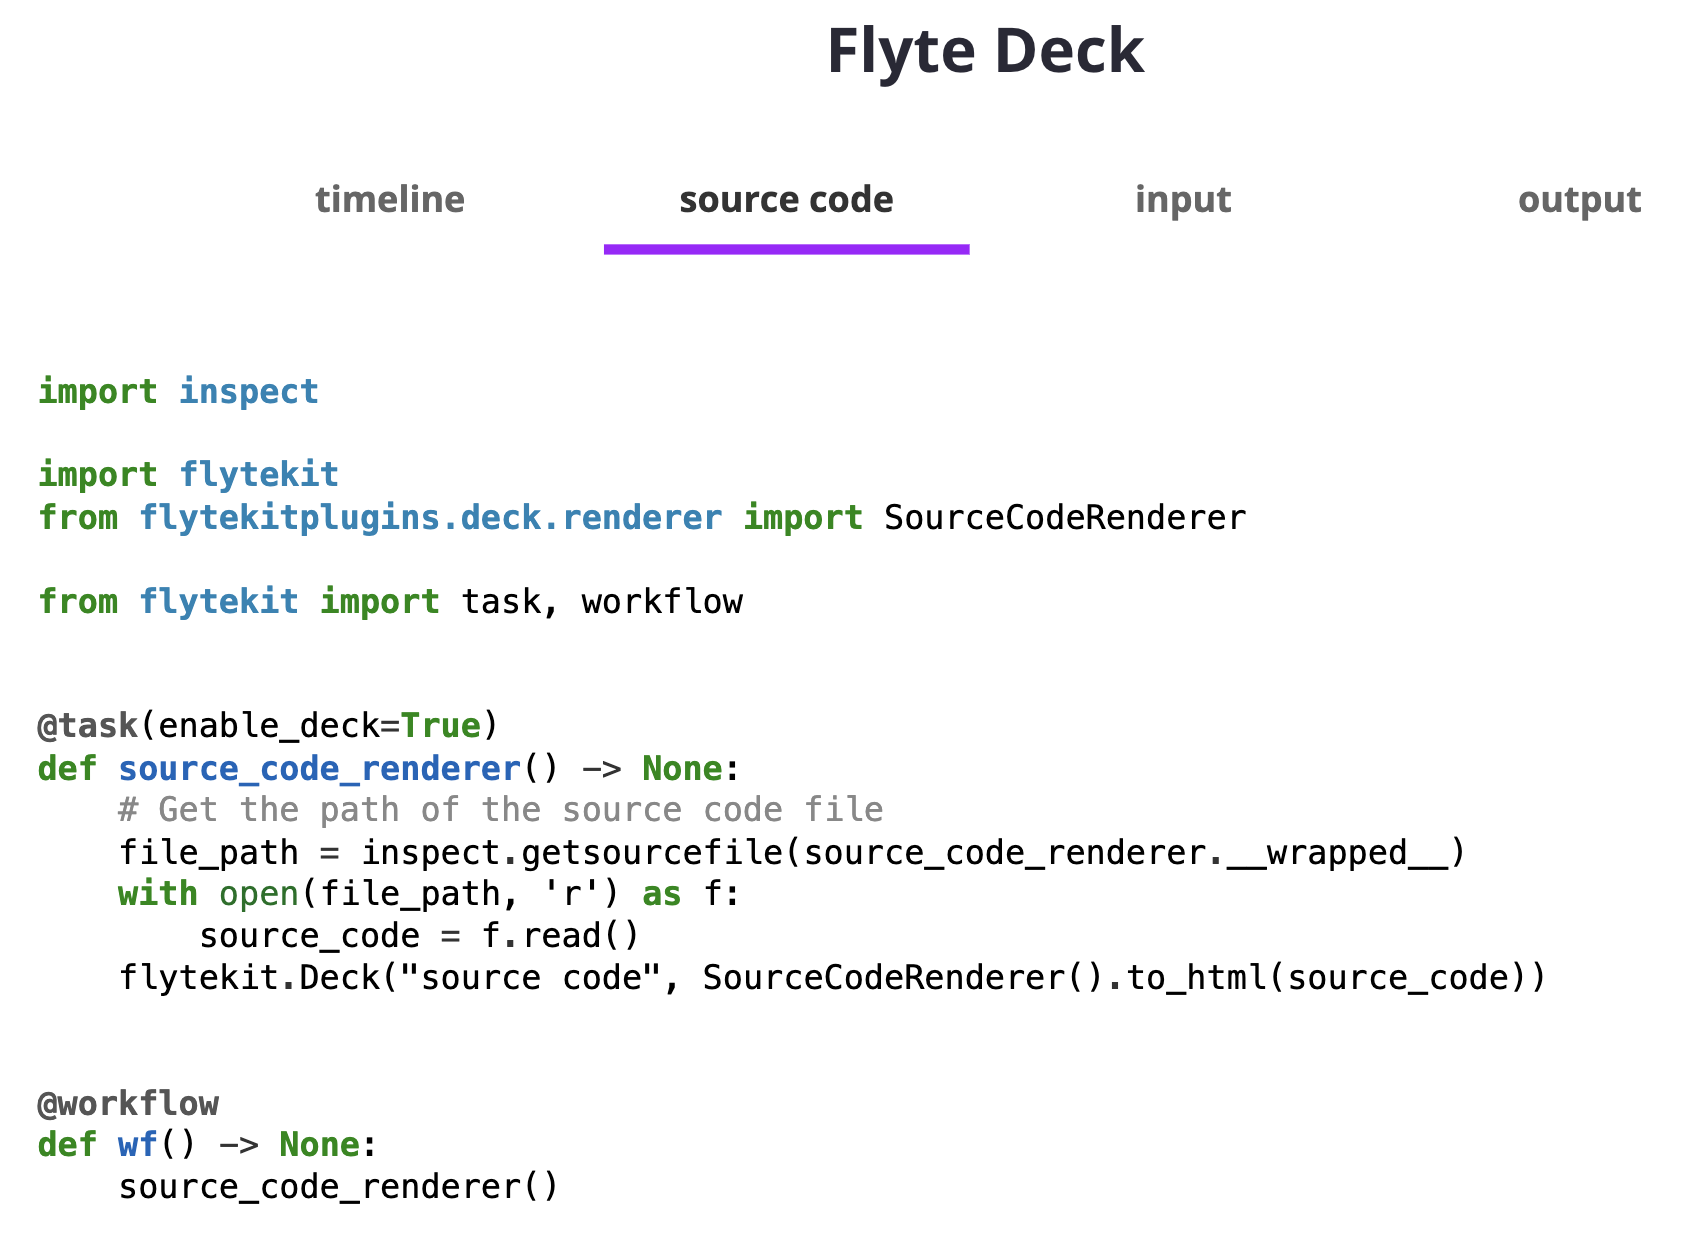 Flyte Deck
timeline source code input output
import inspect
import flytekit
from flytekitplugins.deck.renderer import SourceCodeRenderer
from flytekit import task, workflow
@task(enable_deck=True)
def source_code_renderer() -> None:
    # Get the path of the source code file
    file_path = inspect.getsourcefile(source_code_renderer.__wrapped__)
    with open(file_path, 'r') as f:
        source_code = f.read()
    flytekit.Deck("source code", SourceCodeRenderer().to_html(source_code))
@workflow
def wf() -> None:
    source_code_renderer()